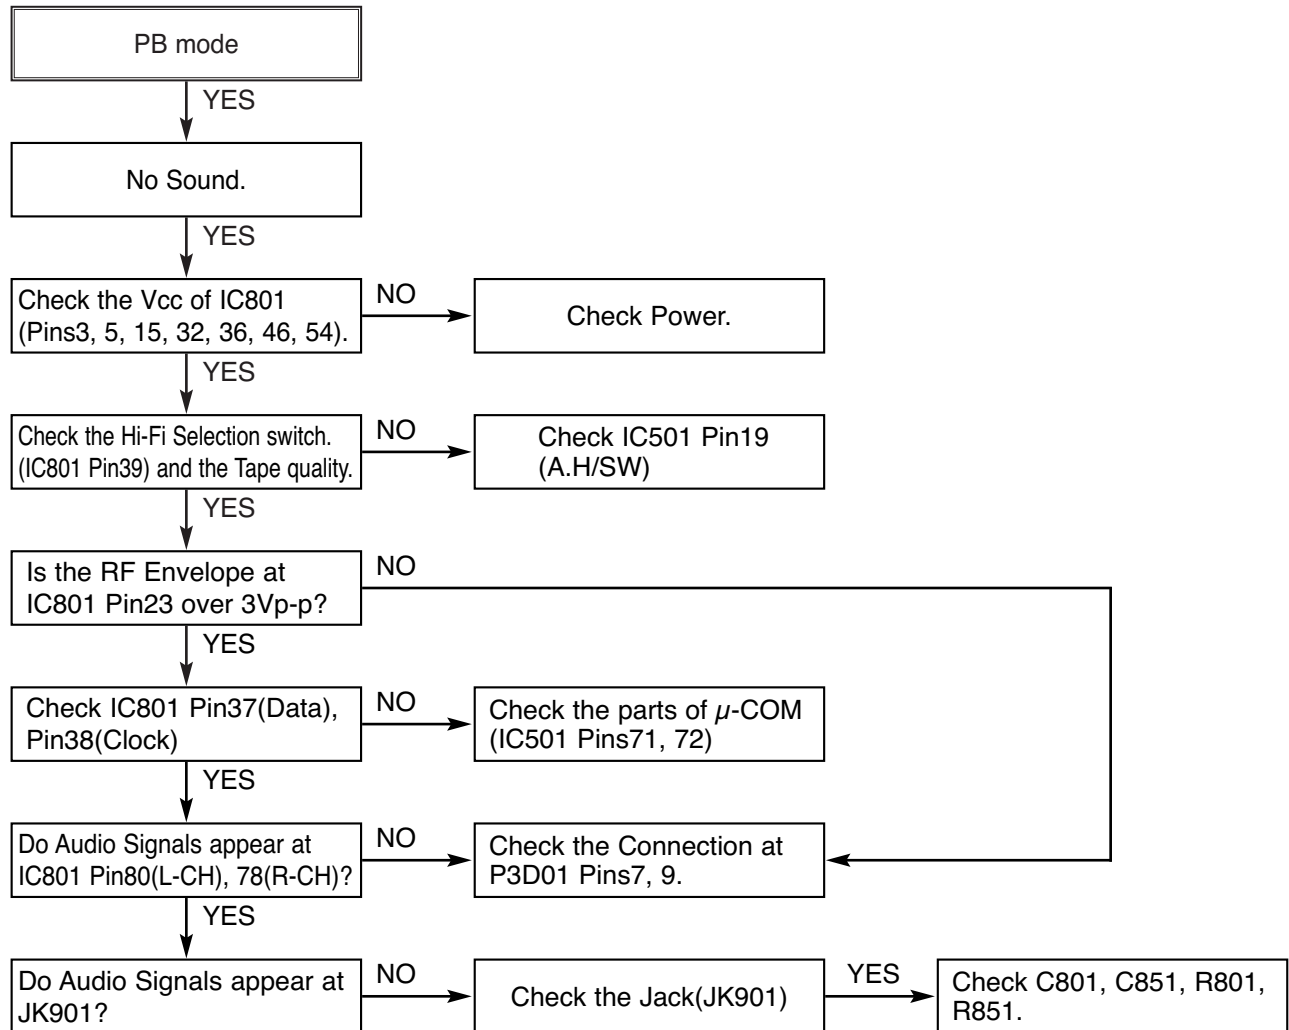 PB mode
YES
No Sound.
YES
Check the Vcc of IC801
(Pins3, 5, 15, 32, 36, 46, 54).
NO
Check Power.
YES
Check the Hi-Fi Selection switch.
(IC801 Pin39) and the Tape quality.
NO
Check IC501 Pin19
(A.H/SW)
YES
Is the RF Envelope at
IC801 Pin23 over 3Vp-p?
NO
YES
Check IC801 Pin37(Data),
Pin38(Clock)
NO
Check the parts of µ-COM
(IC501 Pins71, 72)
YES
Do Audio Signals appear at
IC801 Pin80(L-CH), 78(R-CH)?
NO
Check the Connection at
P3D01 Pins7, 9.
YES
Do Audio Signals appear at
JK901?
NO
Check the Jack(JK901)
YES
Check C801, C851, R801,
R851.